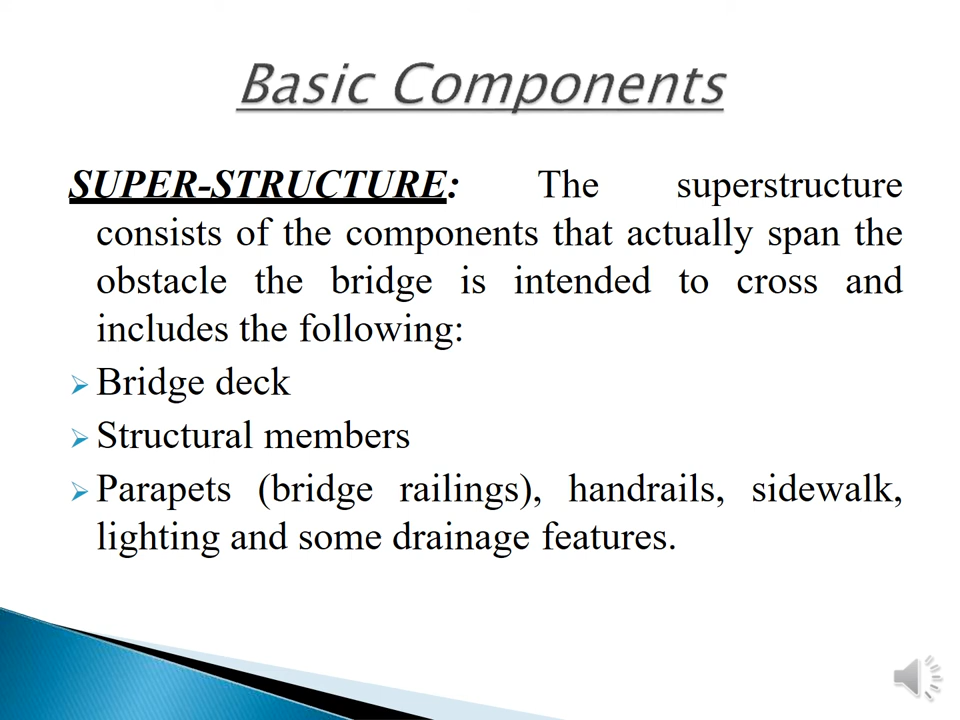 Basic Components
SUPER-STRUCTURE: The superstructure
consists of the components that actually span the
obstacle the bridge is intended to cross and
includes the following:
Bridge deck
Structural members
Parapets (bridge railings), handrails, sidewalk,
lighting and some drainage features.